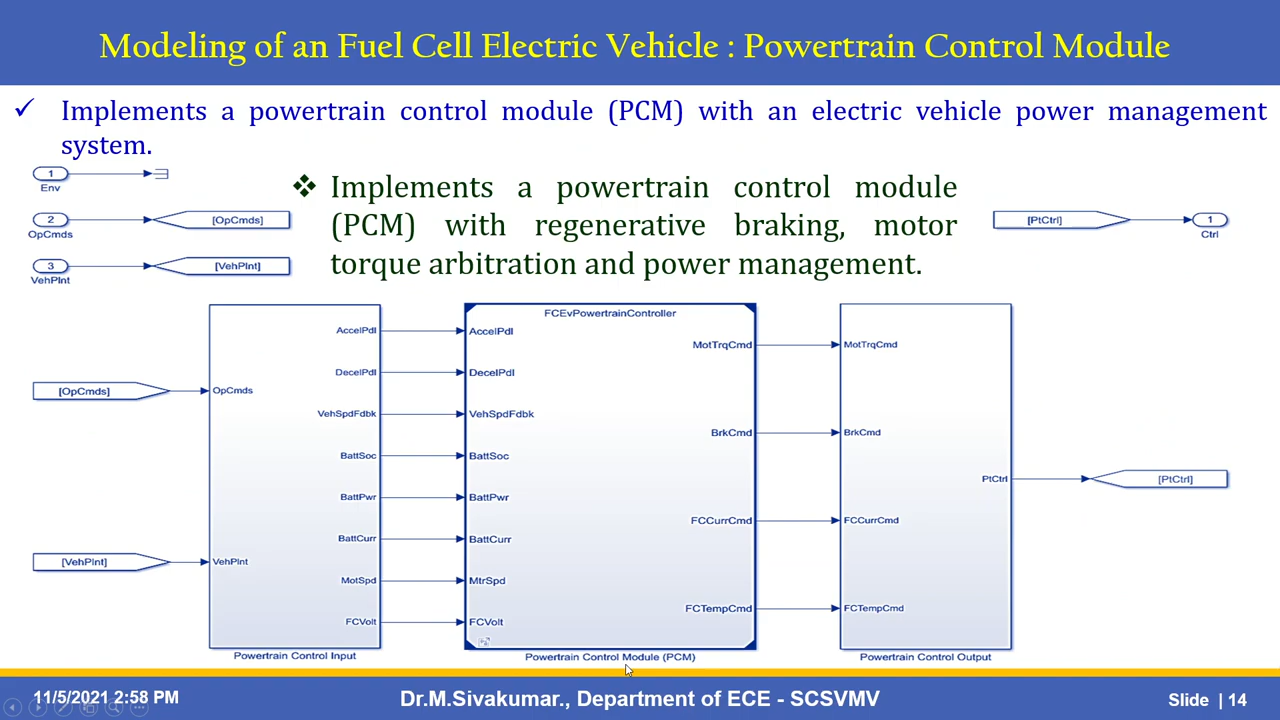 Modeling of an Fuel Cell Electric Vehicle : Powertrain Control Module
✓ Implements a powertrain control module (PCM) with an electric vehicle power management
system.
1
Env
2
OpCmds
[OpCmds]
3
VehPlnt
[VehPlnt]
❖ Implements a powertrain control module
(PCM) with regenerative braking, motor
torque arbitration and power management.
[PtCtrl]
1
Ctrl
[OpCmds]
[VehPlnt]
OpCmds
VehPlnt
AccelPdl
DecelPdl
VehSpdFdbk
BattSoc
BattPwr
BattCurr
MotSpd
FCVolt
Powertrain Control Input
FCEvPowertrainController
AccelPdl
DecelPdl
VehSpdFdbk
BattSoc
BattPwr
BattCurr
MtrSpd
FCVolt
MotTrqCmd
BrkCmd
FCCurrCmd
FCTempCmd
Powertrain Control Module (PCM)
MotTrqCmd
BrkCmd
FCCurrCmd
FCTempCmd
PtCtrl
Powertrain Control Output
[PtCtrl]
11/5/2021 2:58 PM
Dr.M.Sivakumar., Department of ECE - SCSVMV
Slide | 14